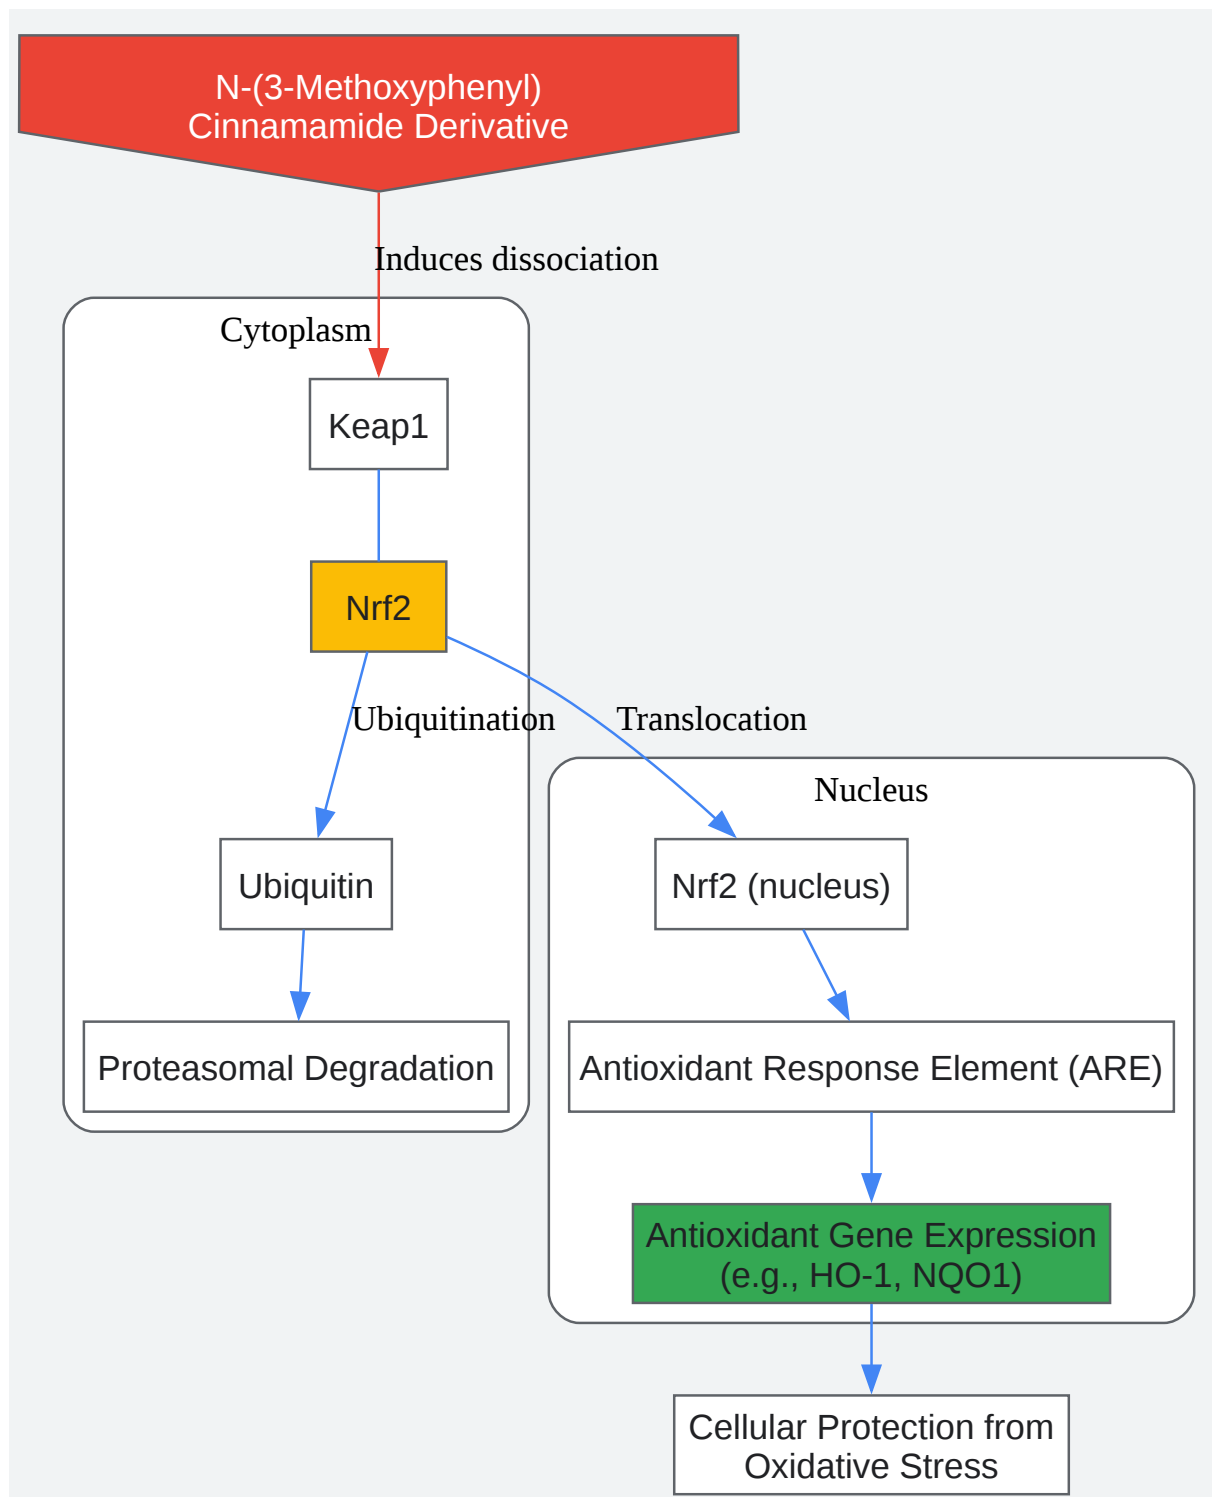 N-(3-Methoxyphenyl)
Cinnamamide Derivative
Induces dissociation
Cytoplasm
Keap1
Nrf2
Ubiquitination
Translocation
Nucleus
Ubiquitin
Nrf2 (nucleus)
Proteasomal Degradation
Antioxidant Response Element (ARE)
Antioxidant Gene Expression
(e.g., HO-1, NQO1)
Cellular Protection from
Oxidative Stress